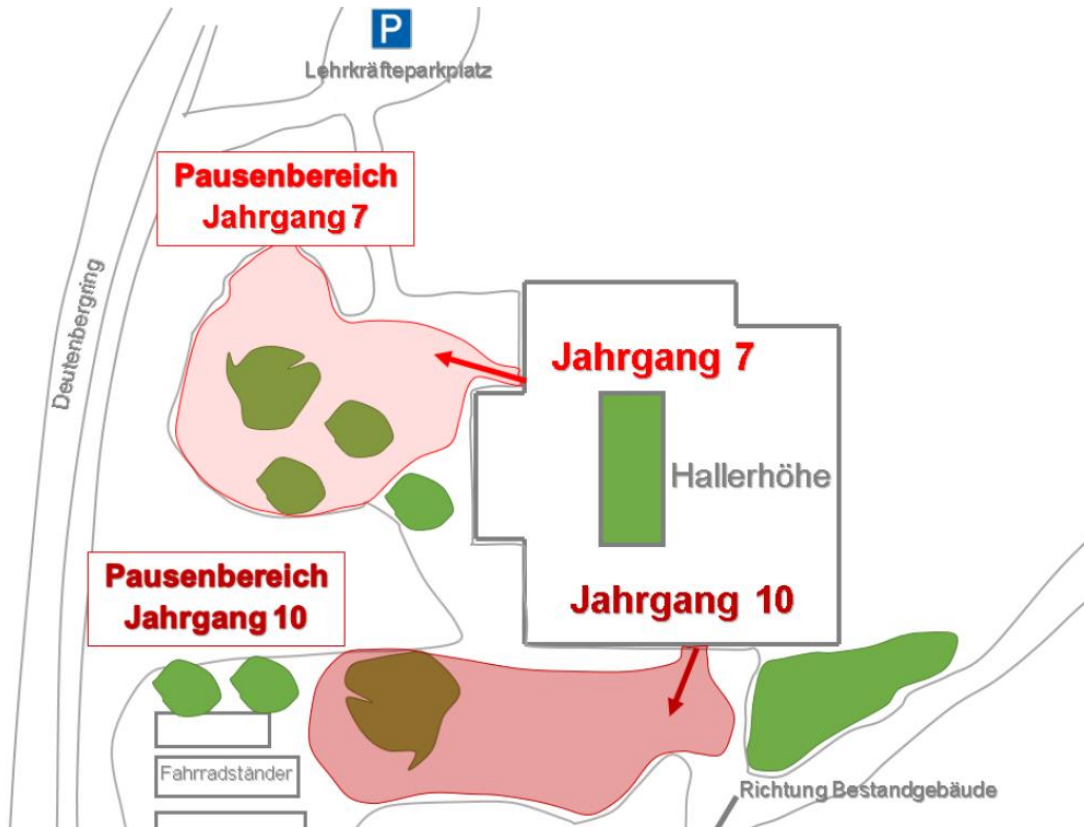 P
Lehrkräfteparkplatz
Pausenbereich
Jahrgang 7
Deutenbergring
Jahrgang 7
Hallerhöhe
Pausenbereich
Jahrgang 10
Jahrgang 10
Fahrradständer
Richtung Bestandgebäude